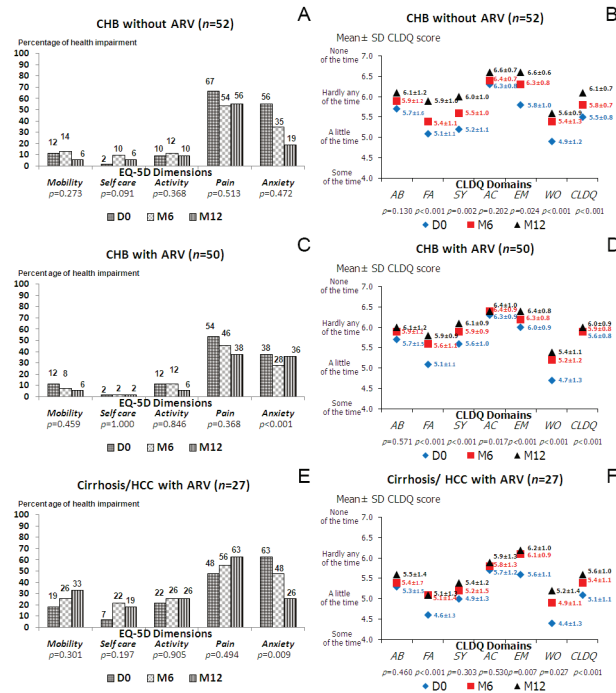 CHB without ARV (n=52)
A
Percentage of health impairment
100
90
80
70
60
50
40
30
20
10
0
12 14 6
2 10 6
10 12 10
67 54 56
56 35 19
EQ-5D Dimensions
Mobility Self care Activity Pain Anxiety
p=0.273 p=0.091 p=0.368 p=0.513 p=0.472
D0 M6 M12
CHB without ARV (n=52)
B
Mean± SD CLDQ score
None of the time
Hardly any of the time
A little of the time
Some of the time
7.0
6.5
6.0
5.5
5.0
4.5
4.0
6.1±1.2 5.9±1.0 6.0±1.0 6.6±0.7 6.6±0.6 5.6±0.9 6.1±0.7
5.4±1.1 5.5±1.0 6.4±0.7 6.3±0.8 5.8±0.7
5.1±1.1 5.2±1.1 6.3±0.8 5.8±1.0 4.9±1.2 5.5±0.8
CLDQ Domains
AB FA SY AC EM WO CLDQ
p=0.130 p<0.001 p=0.002 p=0.202 p=0.024 p<0.001 p<0.001
D0 M6 M12
CHB with ARV (n=50)
C
Percentage of health impairment
100
90
80
70
60
50
40
30
20
10
0
12 8 6
2 2 2
12 12 6
54 46 38
38 28 36
EQ-5D Dimensions
Mobility Self care Activity Pain Anxiety
p=0.459 p=1.000 p=0.846 p=0.368 p<0.001
D0 M6 M12
CHB with ARV (n=50)
D
Mean± SD CLDQ score
None of the time
Hardly any of the time
A little of the time
Some of the time
7.0
6.5
6.0
5.5
5.0
4.5
4.0
6.1±1.2 5.9±0.9 6.1±0.9 6.4±1.0 6.4±0.8 5.4±1.1 6.0±0.9
5.9±0.9 6.4±0.9 6.3±0.8 5.2±1.2 5.9±0.8
5.1±1.1 5.6±1.0 6.3±0.9 6.0±0.9 4.7±1.3 5.6±0.8
CLDQ Domains
AB FA SY AC EM WO CLDQ
p=0.571 p<0.001 p<0.001 p=0.017 p<0.001 p<0.001 p<0.001
D0 M6 M12
Cirrhosis/HCC with ARV (n=27)
E
Percentage of health impairment
100
90
80
70
60
50
40
30
20
10
0
19 26 33
7 22 19
22 26 26
48 56 63
63 48 26
EQ-5D Dimensions
Mobility Self care Activity Pain Anxiety
p=0.301 p=0.197 p=0.905 p=0.494 p=0.009
D0 M6 M12
Cirrhosis/ HCC with ARV (n=27)
F
Mean± SD CLDQ score
None of the time
Hardly any of the time
A little of the time
Some of the time
7.0
6.5
6.0
5.5
5.0
4.5
4.0
5.5±1.4 5.1±1.3 5.4±1.2 5.9±1.3 6.2±1.0 5.2±1.4 5.6±1.0
5.2±1.5 5.8±1.3 6.1±0.9 4.9±1.1 5.4±1.1
4.6±1.3 4.9±1.3 5.7±1.2 5.6±1.1 4.4±1.3 5.1±1.1
CLDQ Domains
AB FA SY AC EM WO CLDQ
p=0.460 p<0.001 p=0.303 p=0.530 p=0.007 p=0.027 p<0.001
D0 M6 M12